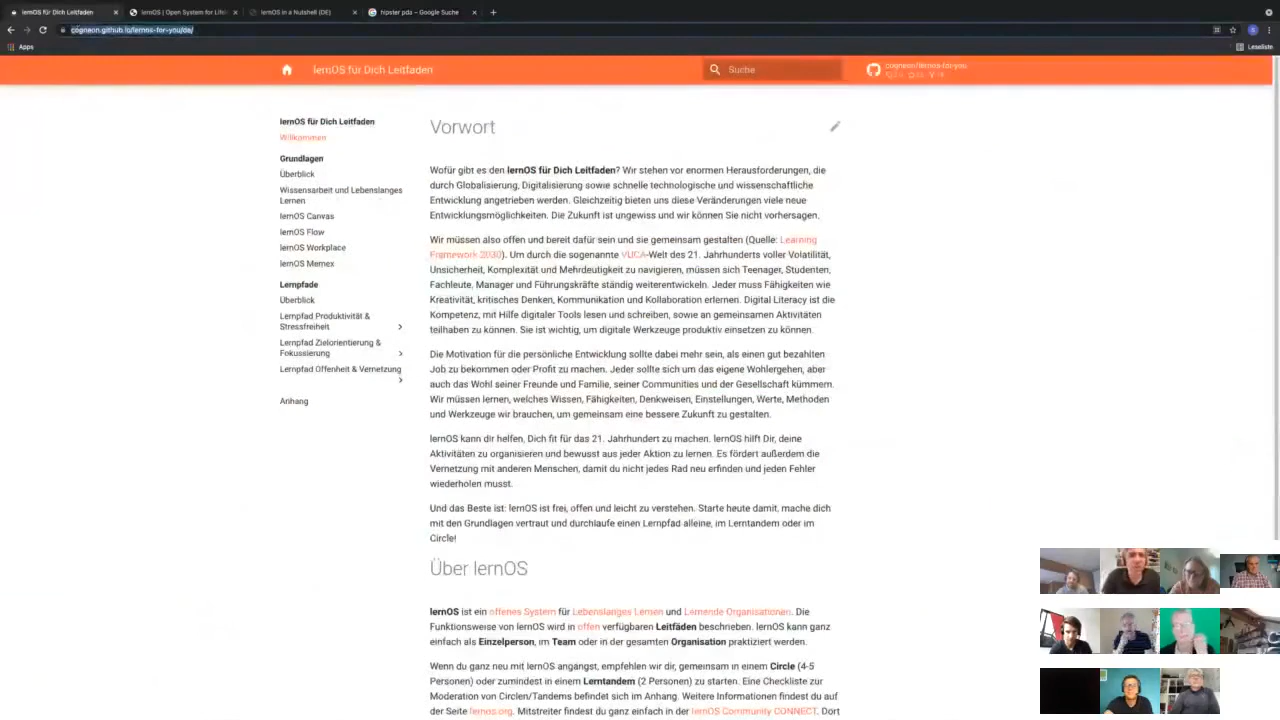 lernOS für Dich Leitfaden
lernOS | Open System for Life
lernOS in a Nutshell (DE)
hipster pda – Google Suche
cogneon.github.io/lernos-for-you/de/
Apps
Leseliste
lernOS für Dich Leitfaden
Suche
cogneon/lernos-for-you
lernOS für Dich Leitfaden
Willkommen
Grundlagen
Überblick
Wissensarbeit und Lebenslanges
Lernen
lernOS Canvas
lernOS Flow
lernOS Workplace
lernOS Memex
Lernpfade
Überblick
Lernpfad Produktivität &
Stressfreiheit
Lernpfad Zielorientierung &
Fokussierung
Lernpfad Offenheit & Vernetzung
Anhang
Vorwort
Wofür gibt es den lernOS für Dich Leitfaden? Wir stehen vor enormen Herausforderungen, die
durch Globalisierung, Digitalisierung sowie schnelle technologische und wissenschaftliche
Entwicklung angetrieben werden. Gleichzeitig bieten uns diese Veränderungen viele neue
Entwicklungsmöglichkeiten. Die Zukunft ist ungewiss und wir können Sie nicht vorhersagen.
Wir müssen also offen und bereit dafür sein und sie gemeinsam gestalten (Quelle: Learning
Framework 2030). Um durch die sogenannte VUCA-Welt des 21. Jahrhunderts voller Volatilität,
Unsicherheit, Komplexität und Mehrdeutigkeit zu navigieren, müssen sich Teenager, Studenten,
Fachleute, Manager und Führungskräfte ständig weiterentwickeln. Jeder muss Fähigkeiten wie
Kreativität, kritisches Denken, Kommunikation und Kollaboration erlernen. Digital Literacy ist die
Kompetenz, mit Hilfe digitaler Tools lesen und schreiben, sowie an gemeinsamen Aktivitäten
teilhaben zu können. Sie ist wichtig, um digitale Werkzeuge produktiv einsetzen zu können.
Die Motivation für die persönliche Entwicklung sollte dabei mehr sein, als einen gut bezahlten
Job zu bekommen oder Profit zu machen. Jeder sollte sich um das eigene Wohlergehen, aber
auch das Wohl seiner Freunde und Familie, seiner Communities und der Gesellschaft kümmern.
Wir müssen lernen, welches Wissen, Fähigkeiten, Denkweisen, Einstellungen, Werte, Methoden
und Werkzeuge wir brauchen, um gemeinsam eine bessere Zukunft zu gestalten.
lernOS kann dir helfen, Dich fit für das 21. Jahrhundert zu machen. lernOS hilft Dir, deine
Aktivitäten zu organisieren und bewusst aus jeder Aktion zu lernen. Es fördert außerdem die
Vernetzung mit anderen Menschen, damit du nicht jedes Rad neu erfinden und jeden Fehler
wiederholen musst.
Und das Beste ist: lernOS ist frei, offen und leicht zu verstehen. Starte heute damit, mache dich
mit den Grundlagen vertraut und durchlaufe einen Lernpfad alleine, im Lerntandem oder im
Circle!
Über lernOS
lernOS ist ein offenes System für Lebenslanges Lernen und Lernende Organisationen. Die
Funktionsweise von lernOS wird in offen verfügbaren Leitfäden beschrieben. lernOS kann ganz
einfach als Einzelperson, im Team oder in der gesamten Organisation praktiziert werden.
Wenn du ganz neu mit lernOS angängst, empfehlen wir dir, gemeinsam in einem Circle (4-5
Personen) oder zumindest in einem Lerntandem (2 Personen) zu starten. Eine Checkliste zur
Moderation von Circlen/Tandems befindet sich im Anhang. Weitere Informationen findest du auf
der Seite lernos.org. Mitstreiter findest du ganz einfach in der lernOS Community CONNECT. Dort